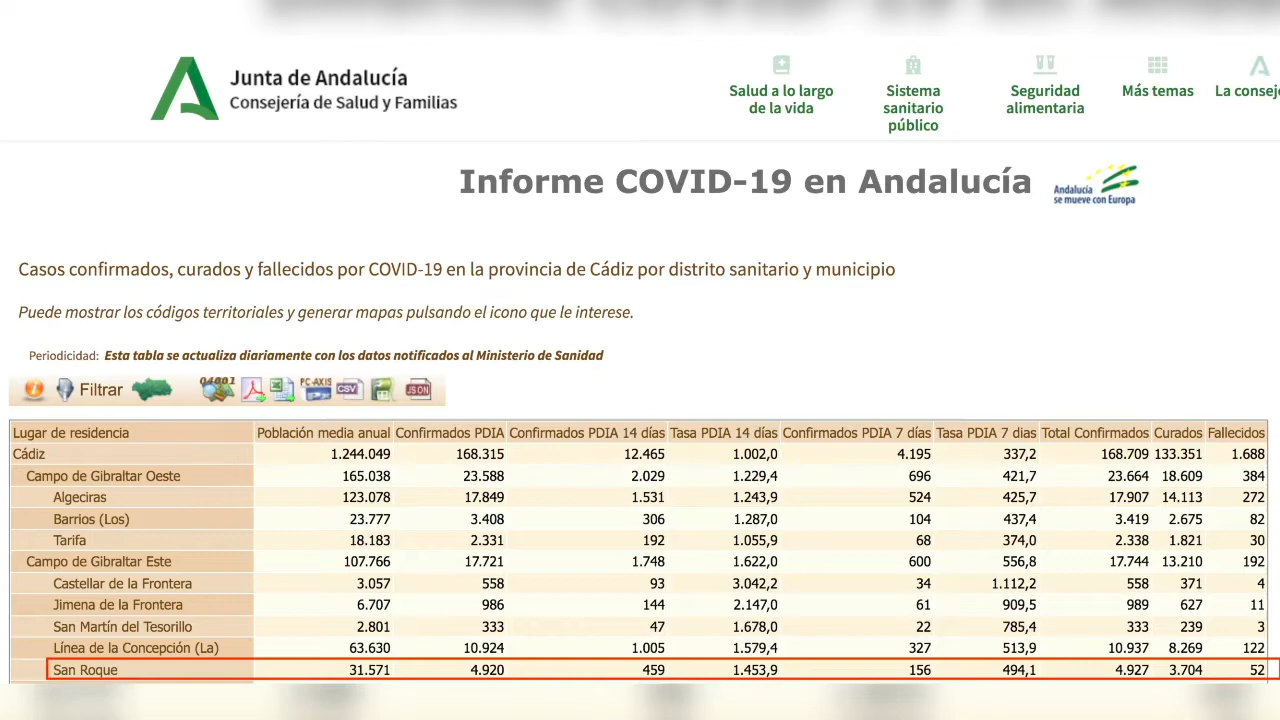 Junta de Andalucía
Consejería de Salud y Familias
Salud a lo largo
de la vida
Sistema
sanitario
público
Seguridad
alimentaria
Más temas
La conseje
Informe COVID-19 en Andalucía
Andalucía
se mueve con Europa
Casos confirmados, curados y fallecidos por COVID-19 en la provincia de Cádiz por distrito sanitario y municipio
Puede mostrar los códigos territoriales y generar mapas pulsando el icono que le interese.
Periodicidad: Esta tabla se actualiza diariamente con los datos notificados al Ministerio de Sanidad
Filtrar 04001 PC-AXIS CSV JSON
Lugar de residencia Población media anual Confirmados PDIA Confirmados PDIA 14 días Tasa PDIA 14 días Confirmados PDIA 7 días Tasa PDIA 7 dias Total Confirmados Curados Fallecidos
Cádiz 1.244.049 168.315 12.465 1.002,0 4.195 337,2 168.709 133.351 1.688
Campo de Gibraltar Oeste 165.038 23.588 2.029 1.229,4 696 421,7 23.664 18.609 384
Algeciras 123.078 17.849 1.531 1.243,9 524 425,7 17.907 14.113 272
Barrios (Los) 23.777 3.408 306 1.287,0 104 437,4 3.419 2.675 82
Tarifa 18.183 2.331 192 1.055,9 68 374,0 2.338 1.821 30
Campo de Gibraltar Este 107.766 17.721 1.748 1.622,0 600 556,8 17.744 13.210 192
Castellar de la Frontera 3.057 558 93 3.042,2 34 1.112,2 558 371 4
Jimena de la Frontera 6.707 986 144 2.147,0 61 909,5 989 627 11
San Martín del Tesorillo 2.801 333 47 1.678,0 22 785,4 333 239 3
Línea de la Concepción (La) 63.630 10.924 1.005 1.579,4 327 513,9 10.937 8.269 122
San Roque 31.571 4.920 459 1.453,9 156 494,1 4.927 3.704 52